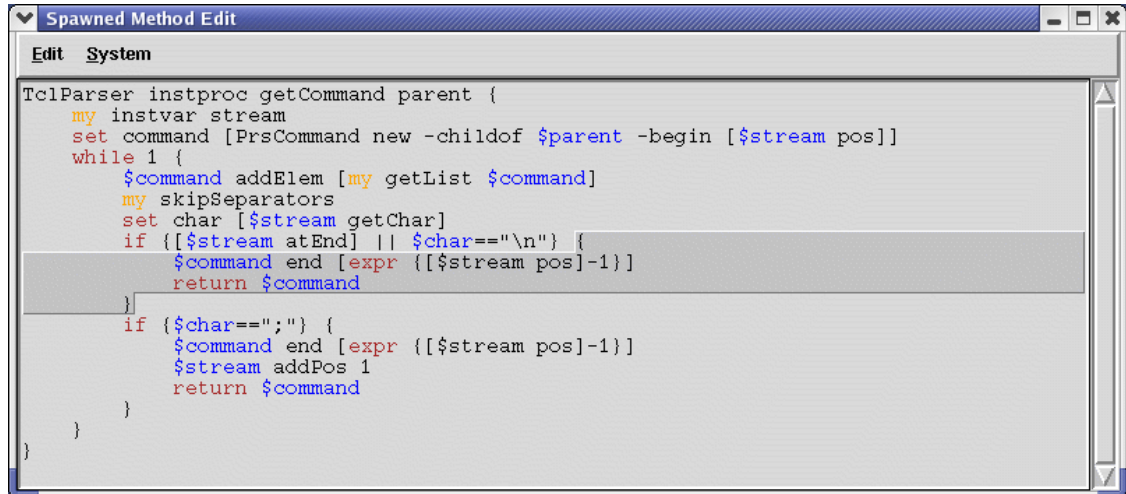 Spawned Method Edit
Edit System
TclParser instproc getCommand parent {
    my instvar stream
    set command [PrsCommand new -childof $parent -begin [$stream pos]]
    while 1 {
        $command addElem [my getList $command]
        my skipSeparators
        set char [$stream getChar]
        if {[$stream atEnd] || $char=="\n"} {
            $command end [expr {[$stream pos]-1}]
            return $command
        }
        if {$char==";"} {
            $command end [expr {[$stream pos]-1}]
            $stream addPos 1
            return $command
        }
    }
}